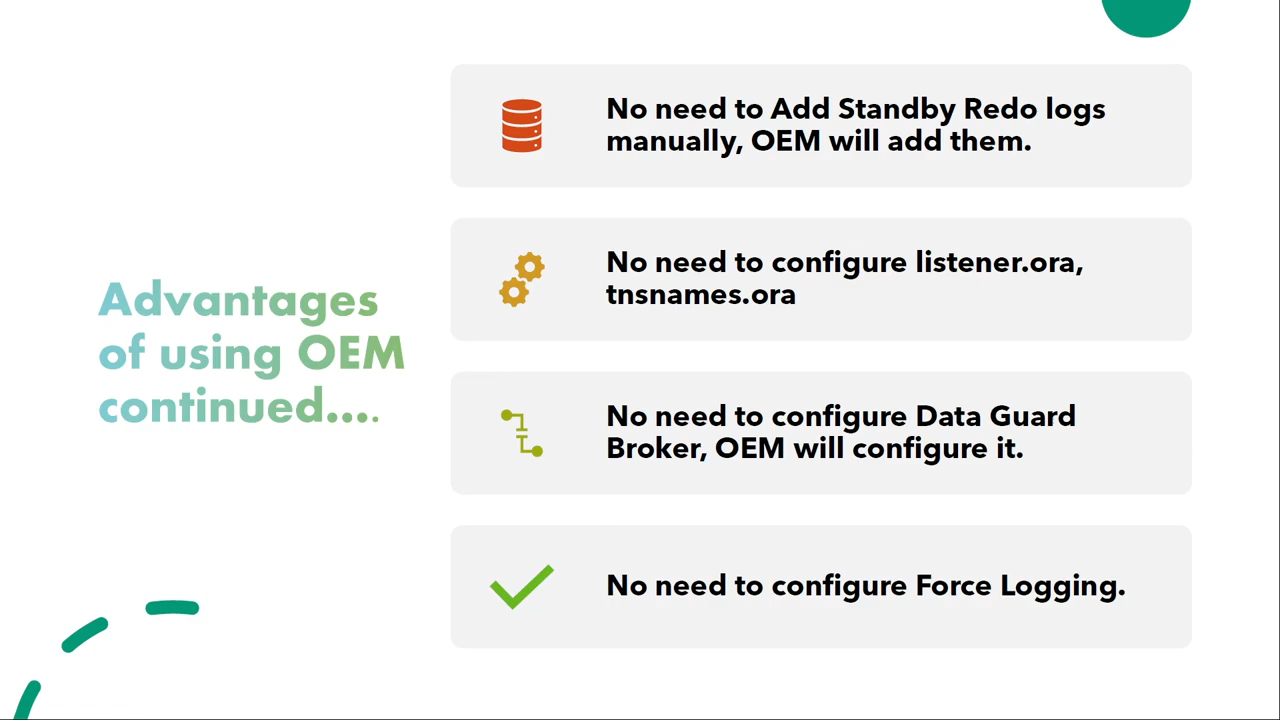 Advantages
of using OEM
continued....
No need to Add Standby Redo logs
manually, OEM will add them.
No need to configure listener.ora,
tnsnames.ora
No need to configure Data Guard
Broker, OEM will configure it.
No need to configure Force Logging.